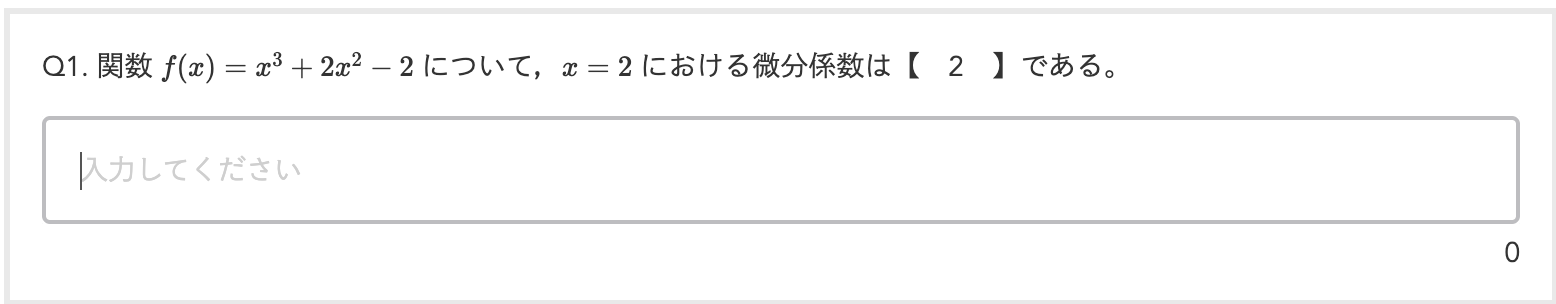 Q1. 関数 f(x) = x³ + 2x² − 2 について，x = 2 における微分係数は【　2　】である。
入力してください
0